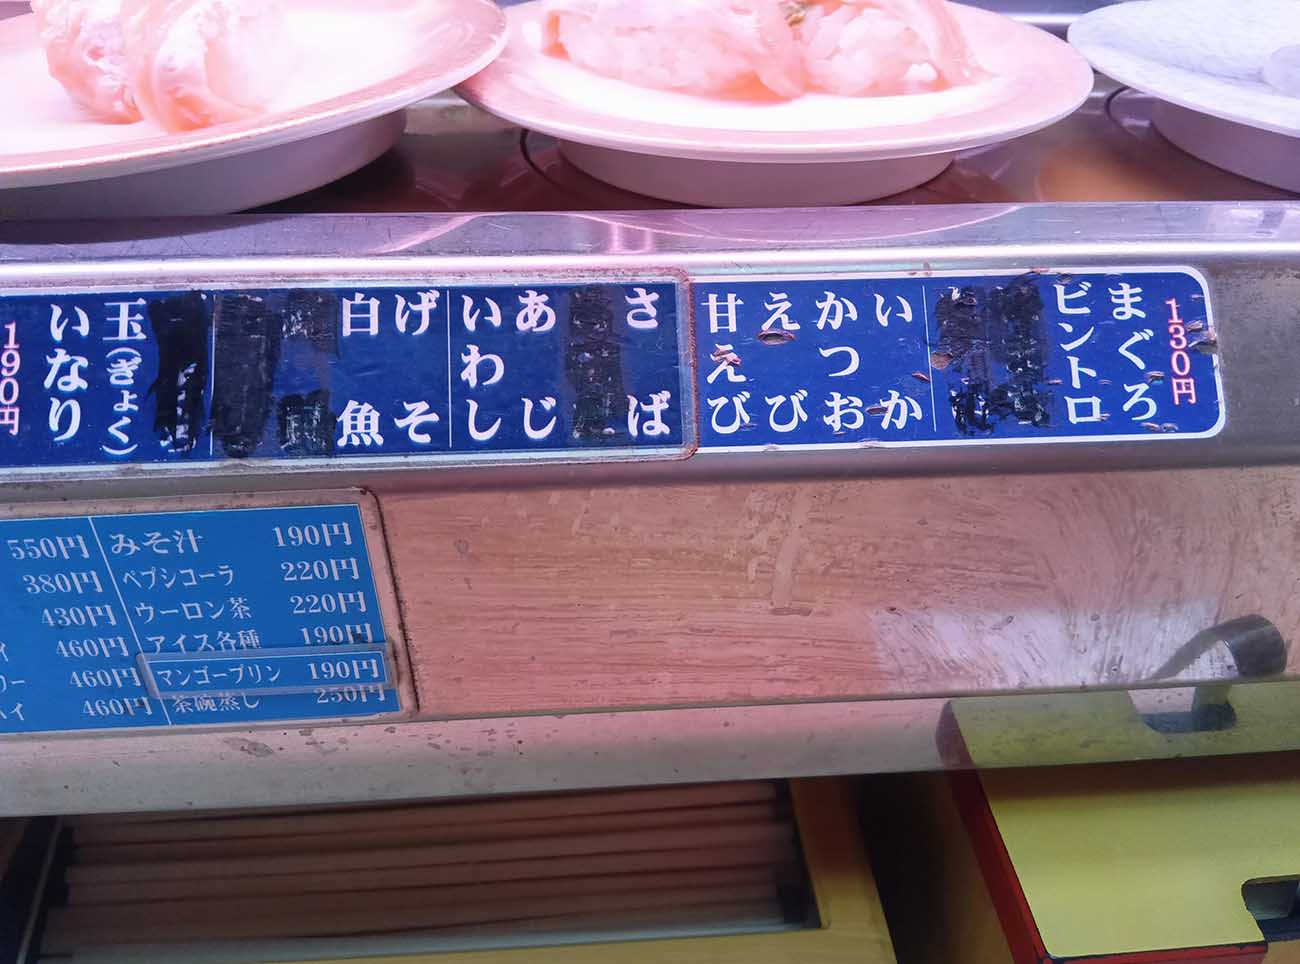 130円
まぐろ
ビントロ
いか
かつお
えび
甘えび
さば
あじ
いわし
げそ
白魚
玉(ぎょく)
いなり
190円
550円
380円
430円
460円
460円
460円
みそ汁 190円
ペプシコーラ 220円
ウーロン茶 220円
アイス各種 190円
マンゴープリン 190円
茶碗蒸し 250円